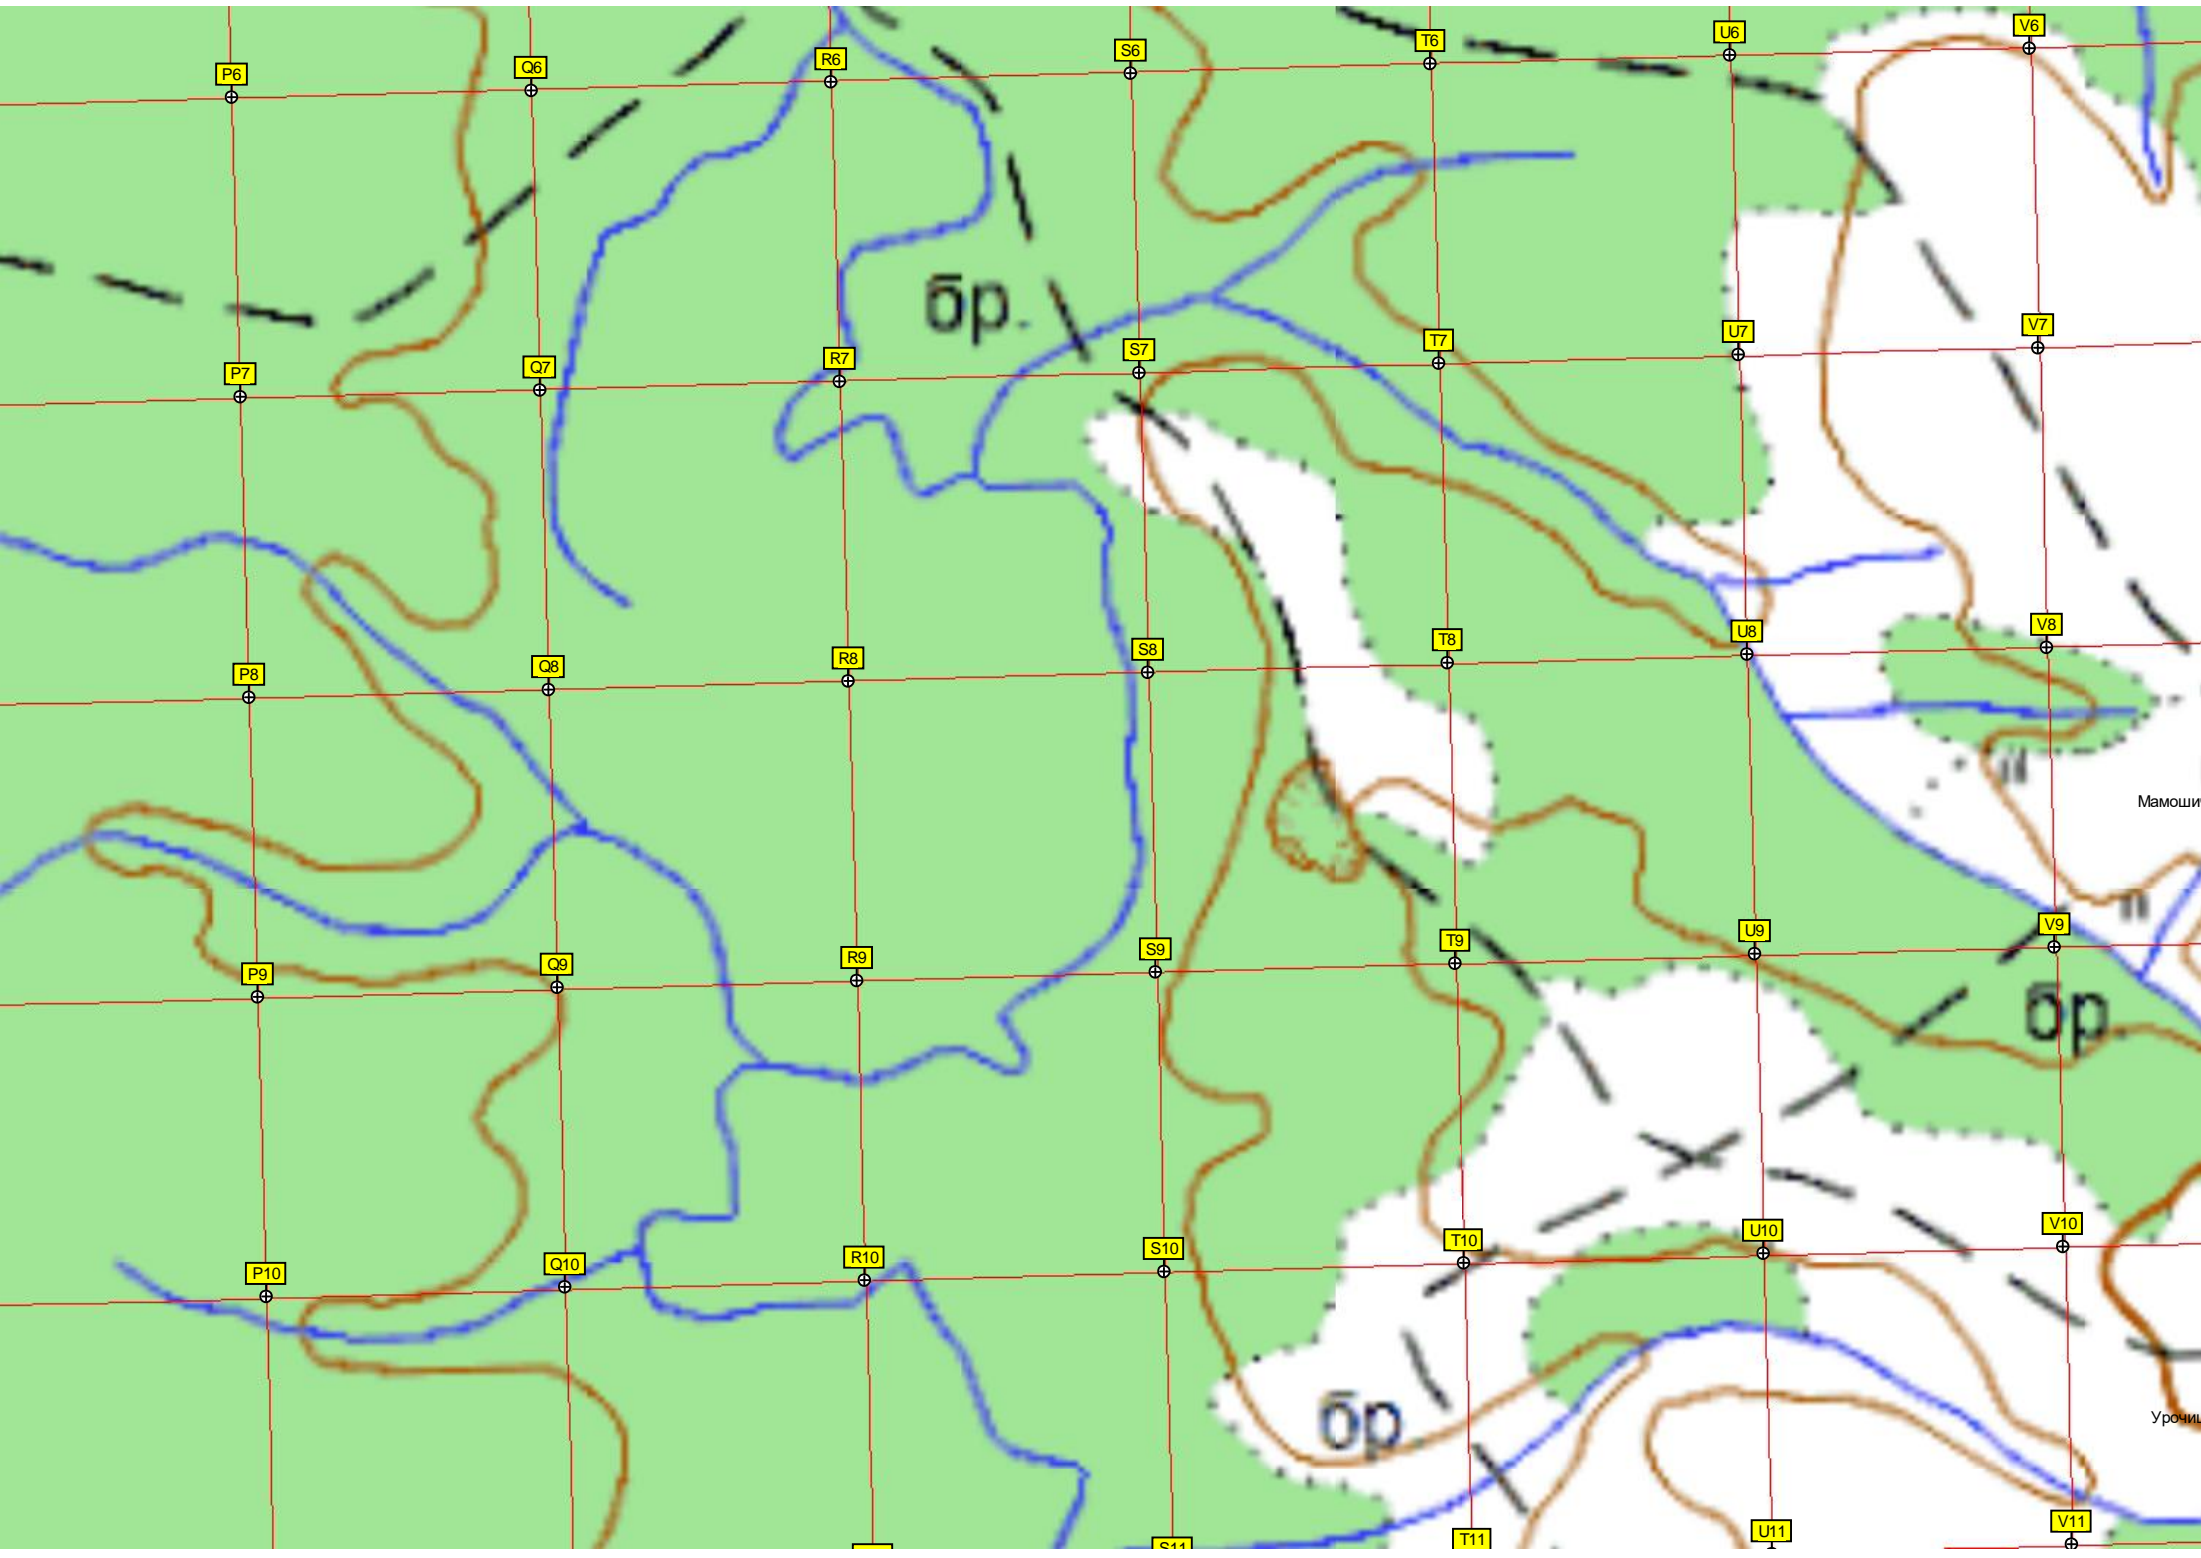 P6 Q6 R6 S6 T6 U6 V6
бр.
P7 Q7 R7 S7 T7 U7 V7
P8 Q8 R8 S8 T8 U8 V8
Мамоши
п
P9 Q9 R9 S9 T9 U9 V9
бр
P10 Q10 R10 S10 T10 U10 V10
бр
Урочи
S11 T11 U11 V11